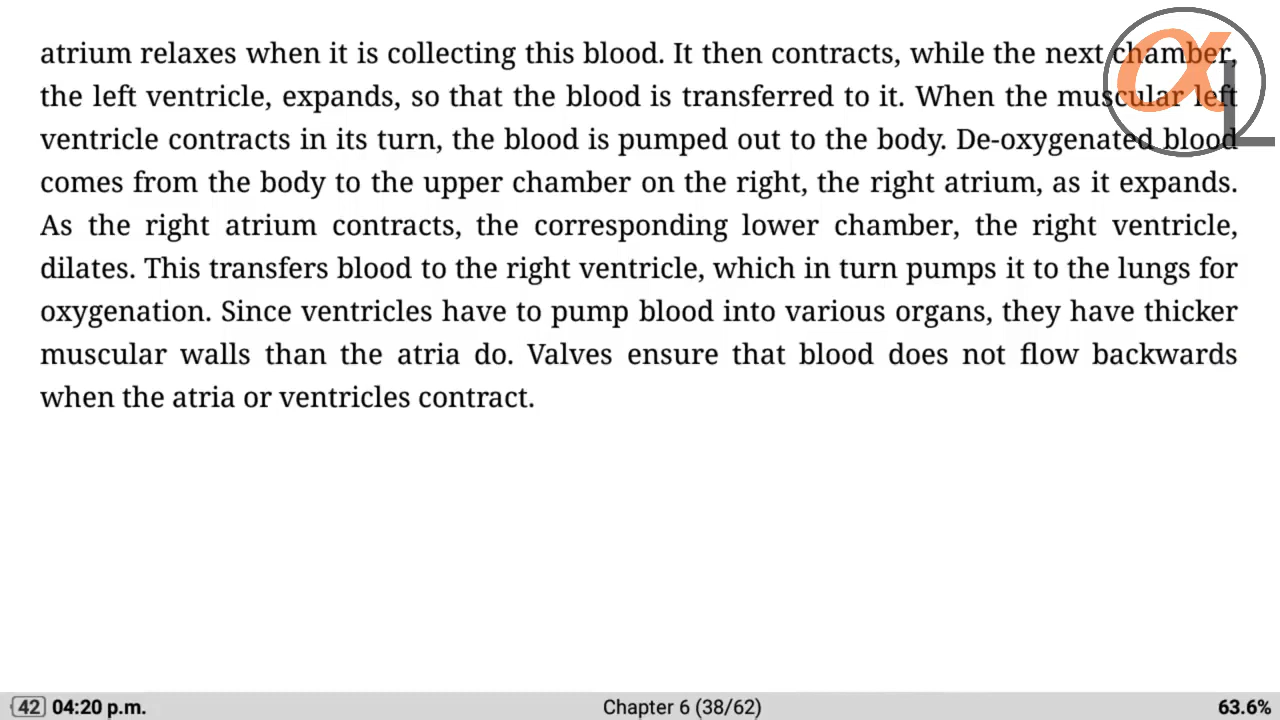 atrium relaxes when it is collecting this blood. It then contracts, while the next chamber,
the left ventricle, expands, so that the blood is transferred to it. When the muscular left
ventricle contracts in its turn, the blood is pumped out to the body. De-oxygenated blood
comes from the body to the upper chamber on the right, the right atrium, as it expands.
As the right atrium contracts, the corresponding lower chamber, the right ventricle,
dilates. This transfers blood to the right ventricle, which in turn pumps it to the lungs for
oxygenation. Since ventricles have to pump blood into various organs, they have thicker
muscular walls than the atria do. Valves ensure that blood does not flow backwards
when the atria or ventricles contract.
42 04:20 p.m. Chapter 6 (38/62) 63.6%
αL